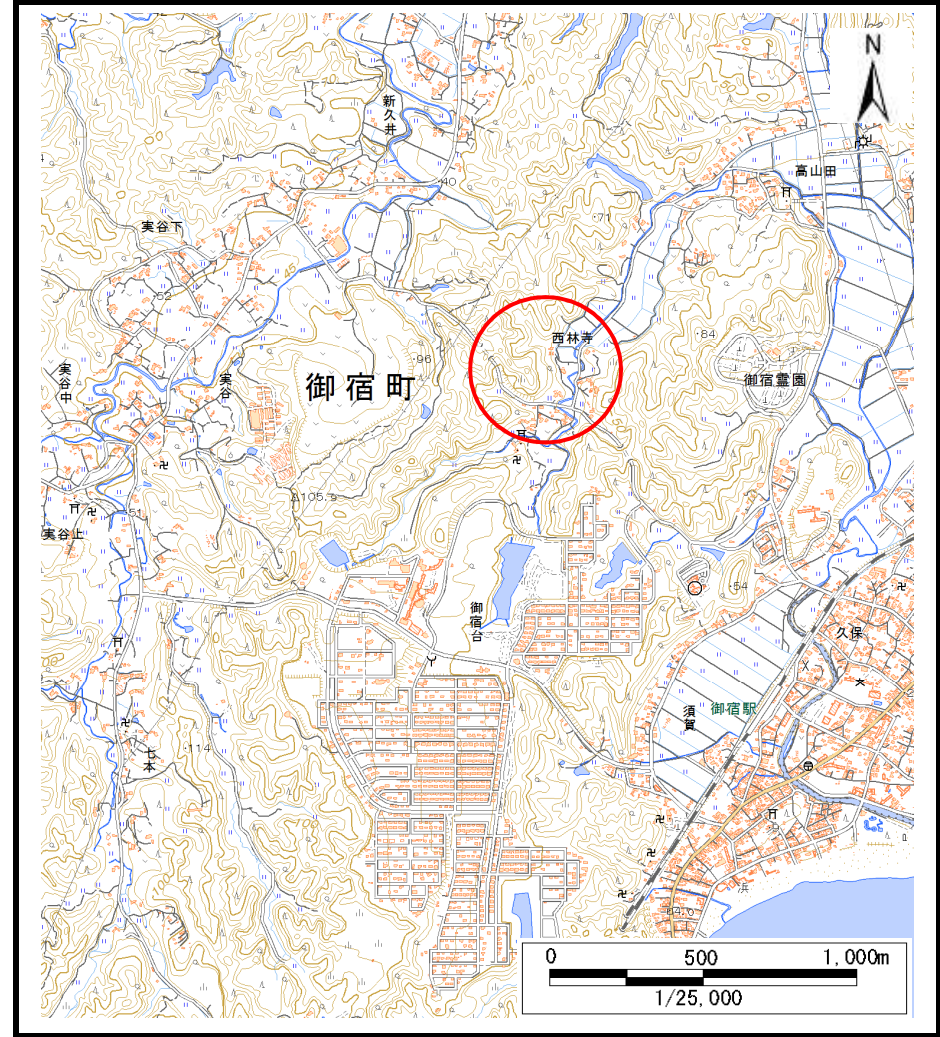 N
新久井
高山田
40
実谷下
71
45
52
西林寺
84
実谷中
実谷
96
御宿町
御宿霊園
105.9
51
実谷上
54
御宿台
久保
須賀
御宿駅
114
七本
9
浜
0 500 1,000m
1/25,000